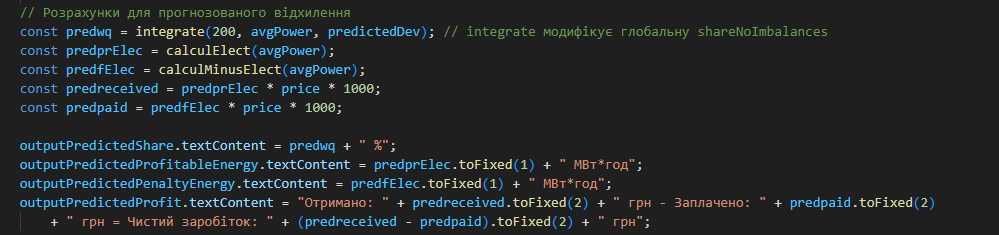 // Розрахунки для прогнозованого відхилення
const predwq = integrate(200, avgPower, predictedDev); // integrate модифікує глобальну shareNoImbalances
const predprElec = calculElect(avgPower);
const predfElec = calculMinusElect(avgPower);
const predreceived = predprElec * price * 1000;
const predpaid = predfElec * price * 1000;

outputPredictedShare.textContent = predwq + " %";
outputPredictedProfitableEnergy.textContent = predprElec.toFixed(1) + " МВт*год";
outputPredictedPenaltyEnergy.textContent = predfElec.toFixed(1) + " МВт*год";
outputPredictedProfit.textContent = "Отримано: " + predreceived.toFixed(2) + " грн - Заплачено: " + predpaid.toFixed(2)
    + " грн = Чистий заробіток: " + (predreceived - predpaid).toFixed(2) + " грн";